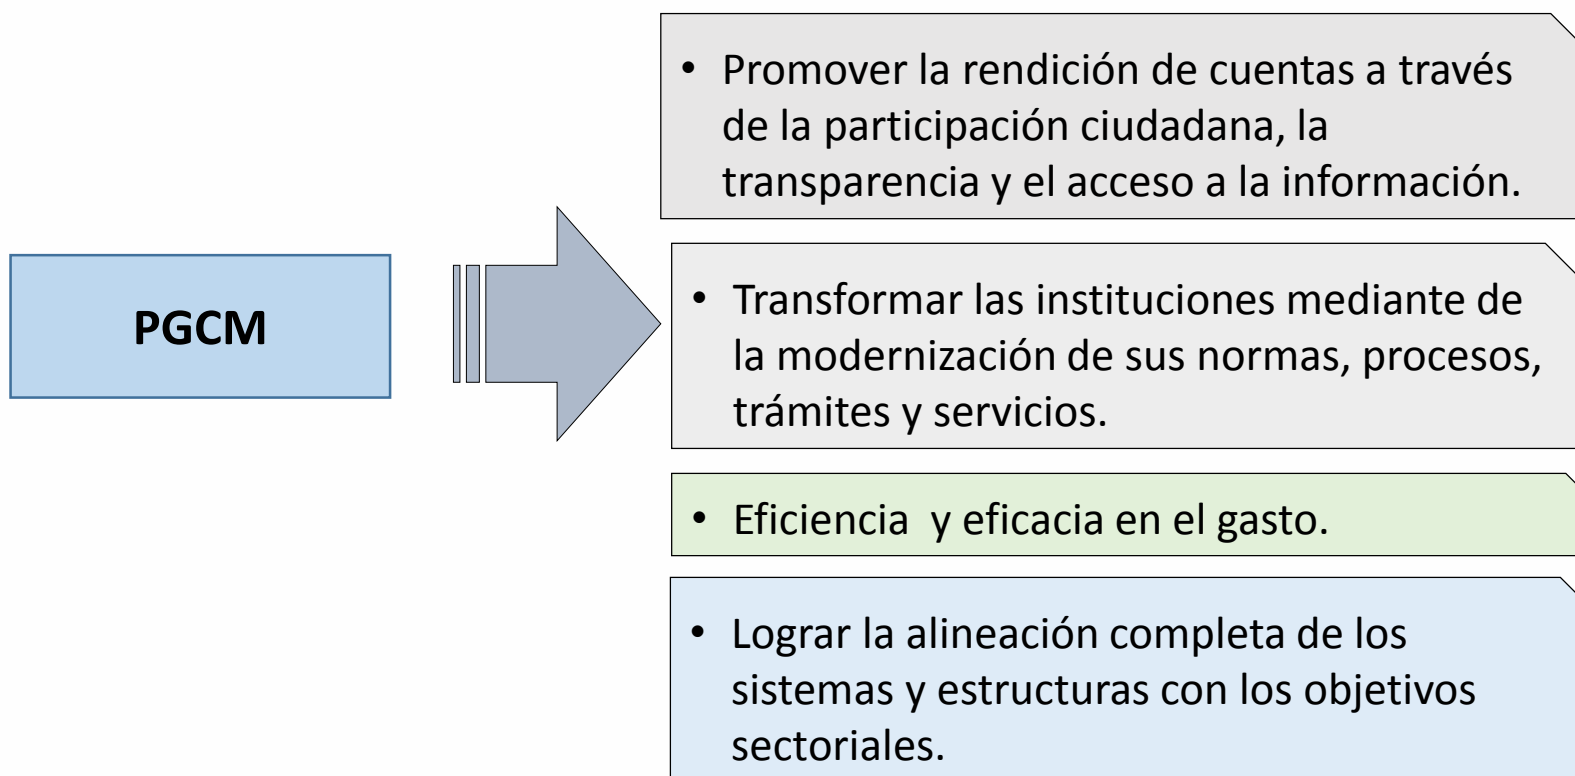 PGCM
• Promover la rendición de cuentas a través
de la participación ciudadana, la
transparencia y el acceso a la información.
• Transformar las instituciones mediante de
la modernización de sus normas, procesos,
trámites y servicios.
• Eficiencia  y eficacia en el gasto.
• Lograr la alineación completa de los
sistemas y estructuras con los objetivos
sectoriales.